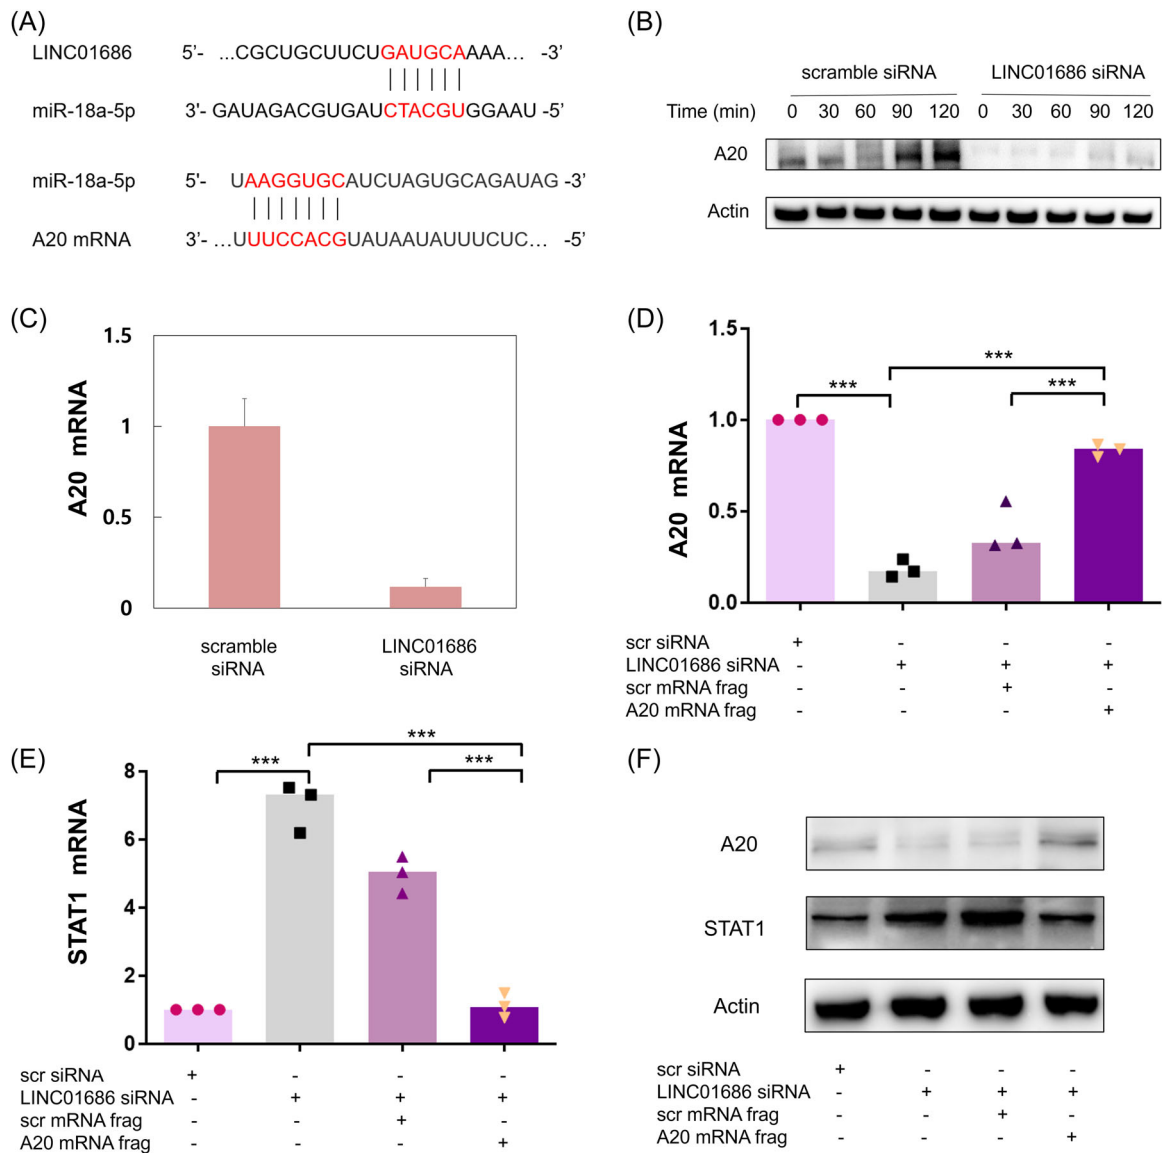 (A)
LINC01686 5'- ...CGCUGCUUCUGAUGCAAAA... -3'
miR-18a-5p 3'- GAUAGACGUGAUCTACGUGGAAU -5'
miR-18a-5p 5'- UAAGGUGCAUCUAGUGCAGAUAG -3'
A20 mRNA 3'- ...UUUCCACGUAUAAUAUUUCUC... -5'
(B)
scramble siRNA LINC01686 siRNA
Time (min) 0 30 60 90 120 0 30 60 90 120
A20
Actin
(C)
A20 mRNA
1.5
1
0.5
0
scramble siRNA
LINC01686 siRNA
(D)
A20 mRNA
1.5
1.0
0.5
0.0
*** *** ***
scr siRNA + - - -
LINC01686 siRNA - + + +
scr mRNA frag - - + -
A20 mRNA frag - - - +
(E)
STAT1 mRNA
8
6
4
2
0
*** *** ***
scr siRNA + - - -
LINC01686 siRNA - + + +
scr mRNA frag - - + -
A20 mRNA frag - - - +
(F)
A20
STAT1
Actin
scr siRNA + - - -
LINC01686 siRNA - + + +
scr mRNA frag - - + -
A20 mRNA frag - - - +